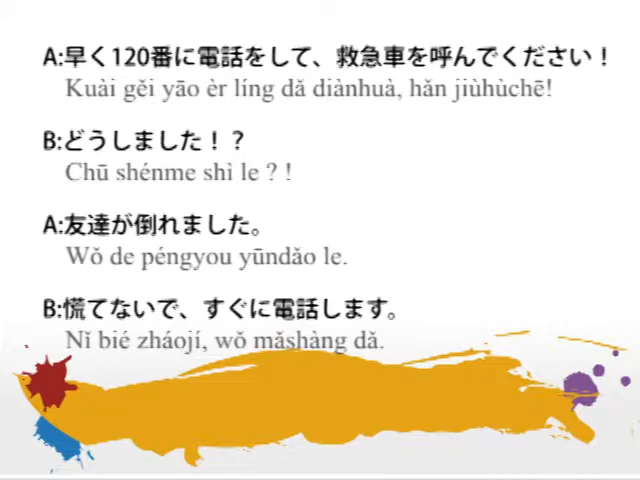 A:早く120番に電話をして、救急車を呼んでください！
Kuài gěi yāo èr líng dǎ diànhuà, hǎn jiùhùchē!
B:どうしました！？
Chū shénme shì le ? !
A:友達が倒れました。
Wǒ de péngyou yūndǎo le.
B:慌てないで、すぐに電話します。
Nǐ bié zháojí, wǒ mǎshàng dǎ.